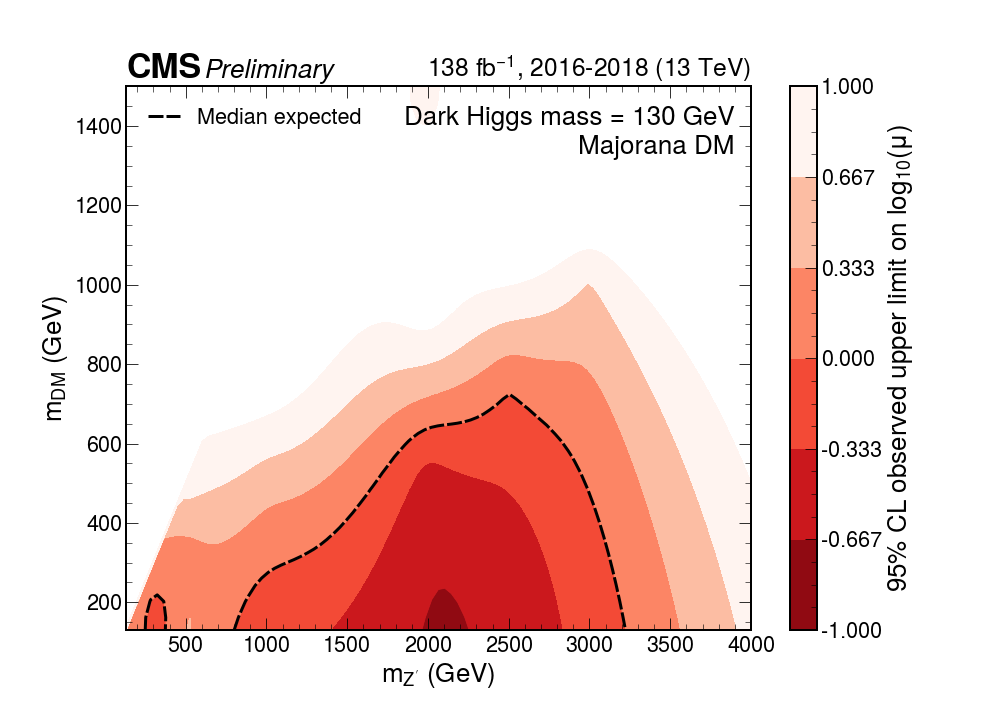 CMS Preliminary 138 fb⁻¹, 2016-2018 (13 TeV)
Median expected
Dark Higgs mass = 130 GeV
Majorana DM
1400
1200
1000
800
600
400
200
m_DM (GeV)
500 1000 1500 2000 2500 3000 3500 4000
m_Z′ (GeV)
1.000
0.667
0.333
0.000
-0.333
-0.667
-1.000
95% CL observed upper limit on log₁₀(μ)